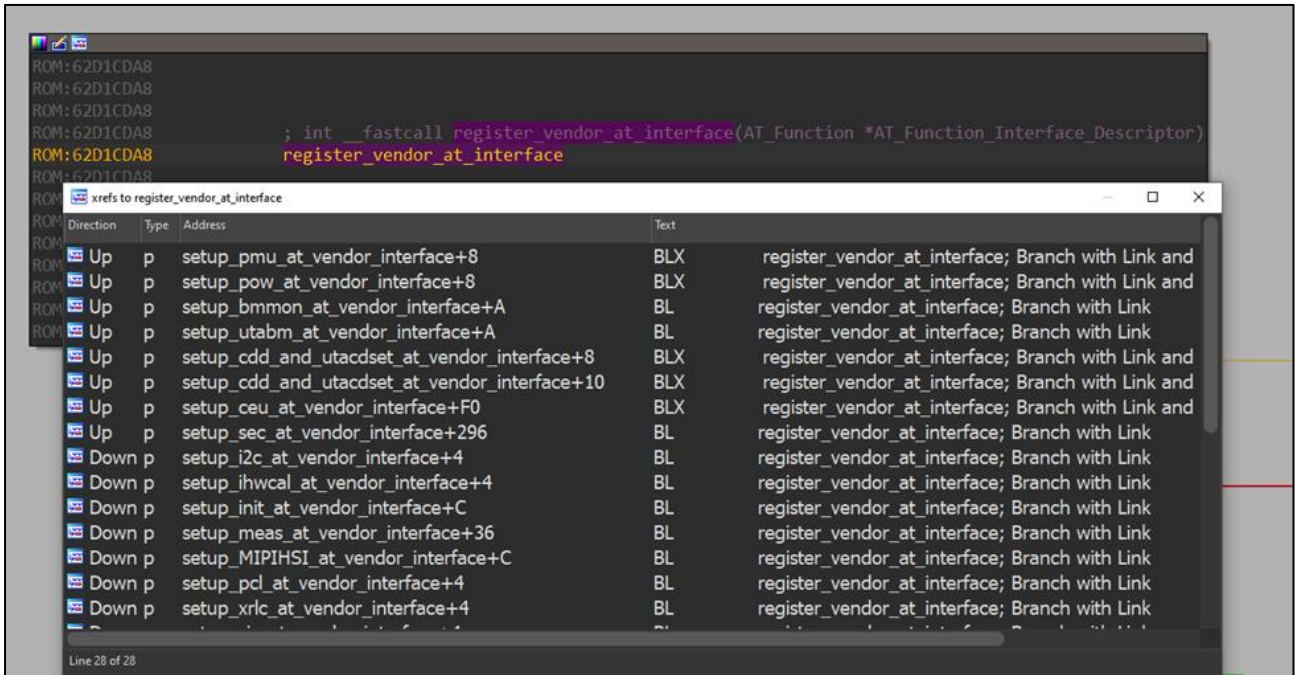 ROM:62D1CDA8
ROM:62D1CDA8
ROM:62D1CDA8
ROM:62D1CDA8 ; int __fastcall register_vendor_at_interface(AT_Function *AT_Function_Interface_Descriptor)
ROM:62D1CDA8 register_vendor_at_interface
ROM:62D1CDA8
xrefs to register_vendor_at_interface
Direction Type Address Text
Up p setup_pmu_at_vendor_interface+8 BLX register_vendor_at_interface; Branch with Link and
Up p setup_pow_at_vendor_interface+8 BLX register_vendor_at_interface; Branch with Link and
Up p setup_bmmon_at_vendor_interface+A BL register_vendor_at_interface; Branch with Link
Up p setup_utabm_at_vendor_interface+A BL register_vendor_at_interface; Branch with Link
Up p setup_cdd_and_utacdset_at_vendor_interface+8 BLX register_vendor_at_interface; Branch with Link and
Up p setup_cdd_and_utacdset_at_vendor_interface+10 BLX register_vendor_at_interface; Branch with Link and
Up p setup_ceu_at_vendor_interface+F0 BLX register_vendor_at_interface; Branch with Link and
Up p setup_sec_at_vendor_interface+296 BL register_vendor_at_interface; Branch with Link
Down p setup_i2c_at_vendor_interface+4 BL register_vendor_at_interface; Branch with Link
Down p setup_ihwcal_at_vendor_interface+4 BL register_vendor_at_interface; Branch with Link
Down p setup_init_at_vendor_interface+C BL register_vendor_at_interface; Branch with Link
Down p setup_meas_at_vendor_interface+36 BL register_vendor_at_interface; Branch with Link
Down p setup_MIPIHSI_at_vendor_interface+C BL register_vendor_at_interface; Branch with Link
Down p setup_pcl_at_vendor_interface+4 BL register_vendor_at_interface; Branch with Link
Down p setup_xrlc_at_vendor_interface+4 BL register_vendor_at_interface; Branch with Link
Line 28 of 28